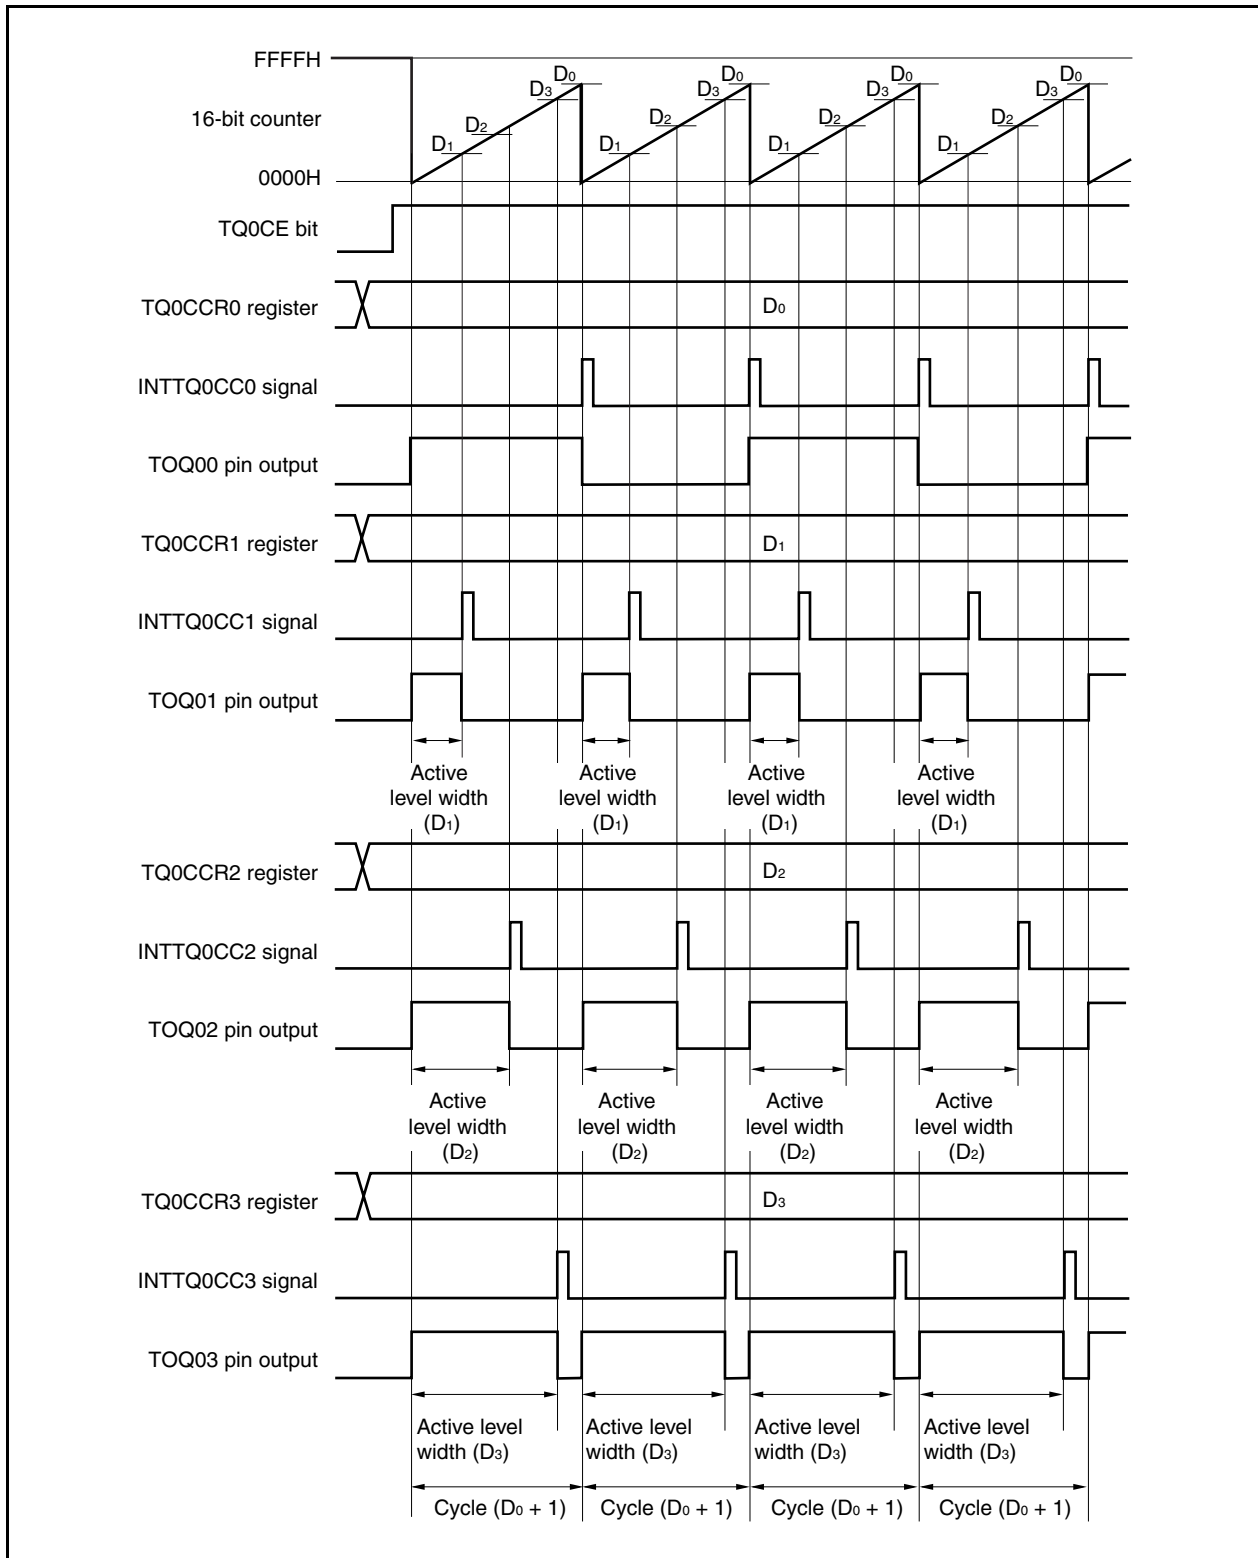 FFFFH
D0 D0 D0 D0
D3 D3 D3 D3
16-bit counter
D2 D2 D2 D2
D1 D1 D1 D1
0000H
TQ0CE bit
TQ0CCR0 register D0
INTTQ0CC0 signal
TOQ00 pin output
TQ0CCR1 register D1
INTTQ0CC1 signal
TOQ01 pin output
Active Active Active Active
level width level width level width level width
(D1) (D1) (D1) (D1)
TQ0CCR2 register D2
INTTQ0CC2 signal
TOQ02 pin output
Active Active Active Active
level width level width level width level width
(D2) (D2) (D2) (D2)
TQ0CCR3 register D3
INTTQ0CC3 signal
TOQ03 pin output
Active level Active level Active level Active level
width (D3) width (D3) width (D3) width (D3)
Cycle (D0 + 1) Cycle (D0 + 1) Cycle (D0 + 1) Cycle (D0 + 1)